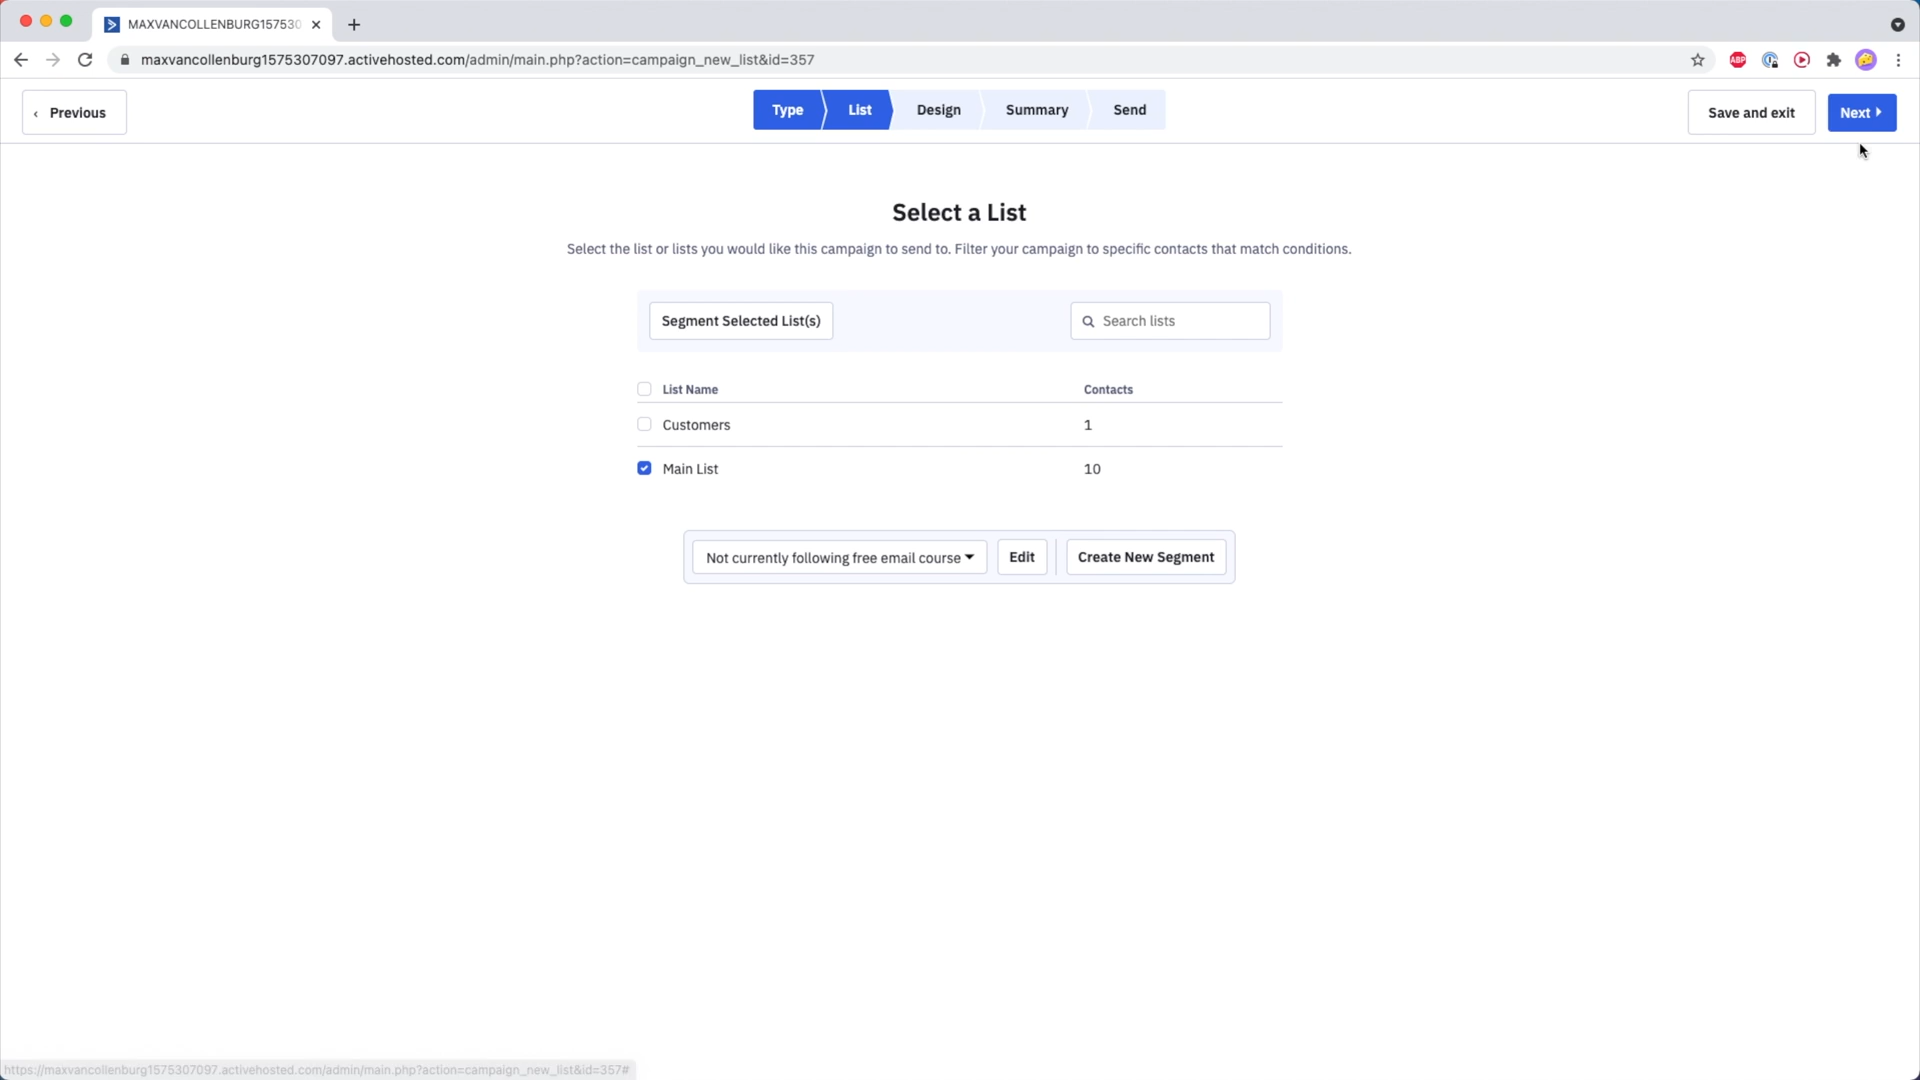 MAXVANCOLLENBURG157530
maxvancollenburg1575307097.activehosted.com/admin/main.php?action=campaign_new_list&id=357
ABP
Previous
Type
List
Design
Summary
Send
Save and exit
Next
Select a List
Select the list or lists you would like this campaign to send to. Filter your campaign to specific contacts that match conditions.
Segment Selected List(s)
Search lists
List Name Contacts
Customers 1
Main List 10
Not currently following free email course
Edit
Create New Segment
https://maxvancollenburg1575307097.activehosted.com/admin/main.php?action=campaign_new_list&id=357#